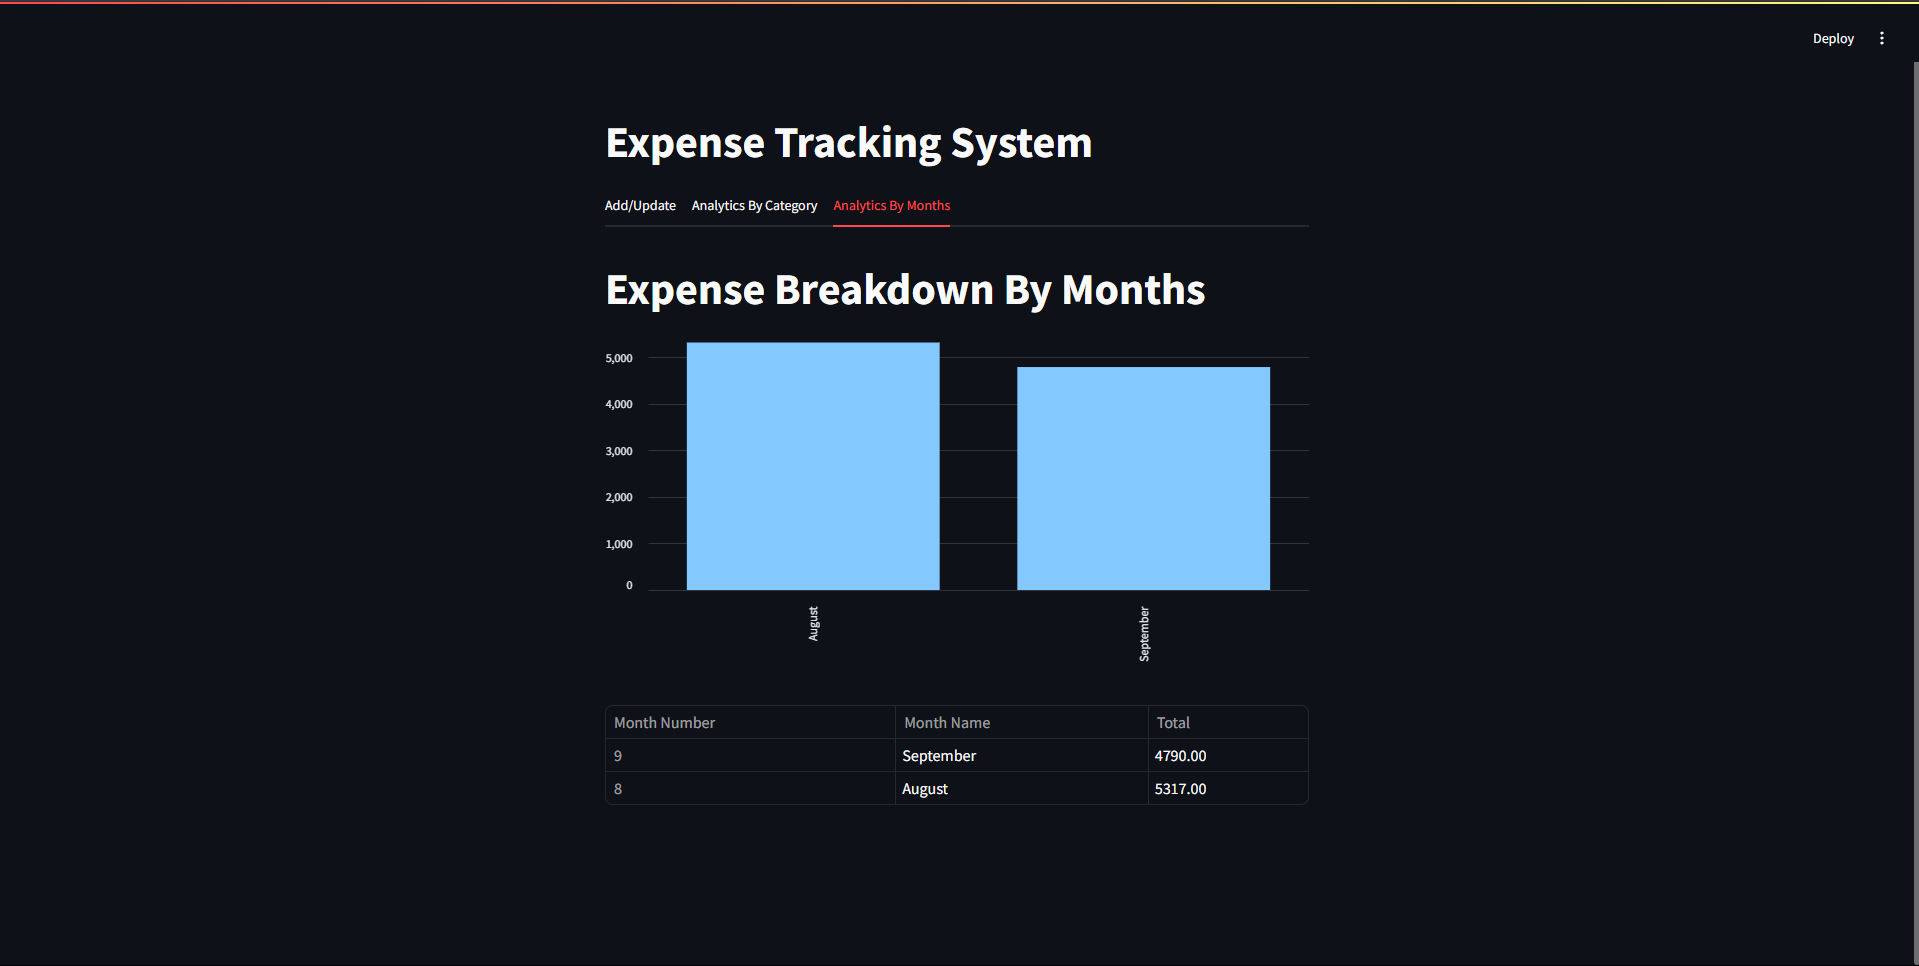 Deploy
Expense Tracking System
Add/Update Analytics By Category Analytics By Months
Expense Breakdown By Months
5,000
4,000
3,000
2,000
1,000
0
August
September
Month Number Month Name Total
9 September 4790.00
8 August 5317.00